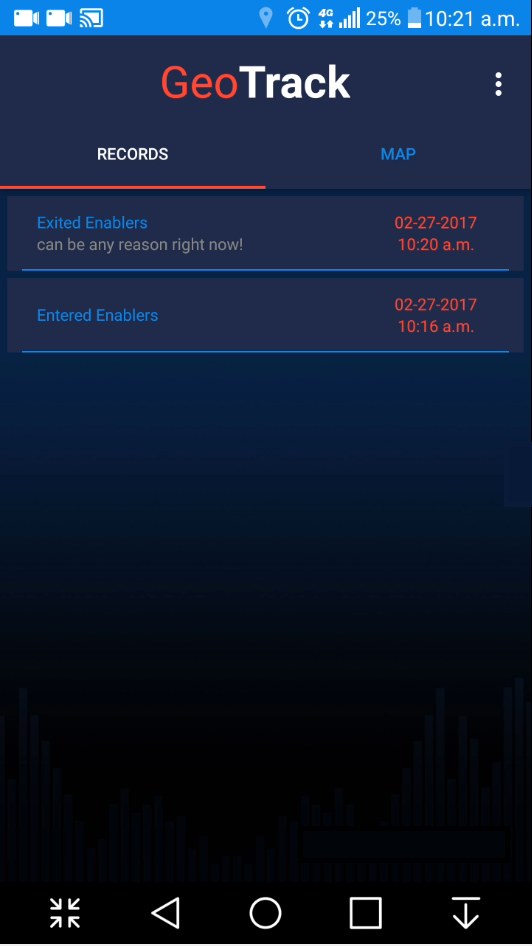 4G 25% 10:21 a.m.
GeoTrack
RECORDS MAP
Exited Enablers 02-27-2017
can be any reason right now! 10:20 a.m.
02-27-2017
Entered Enablers
10:16 a.m.